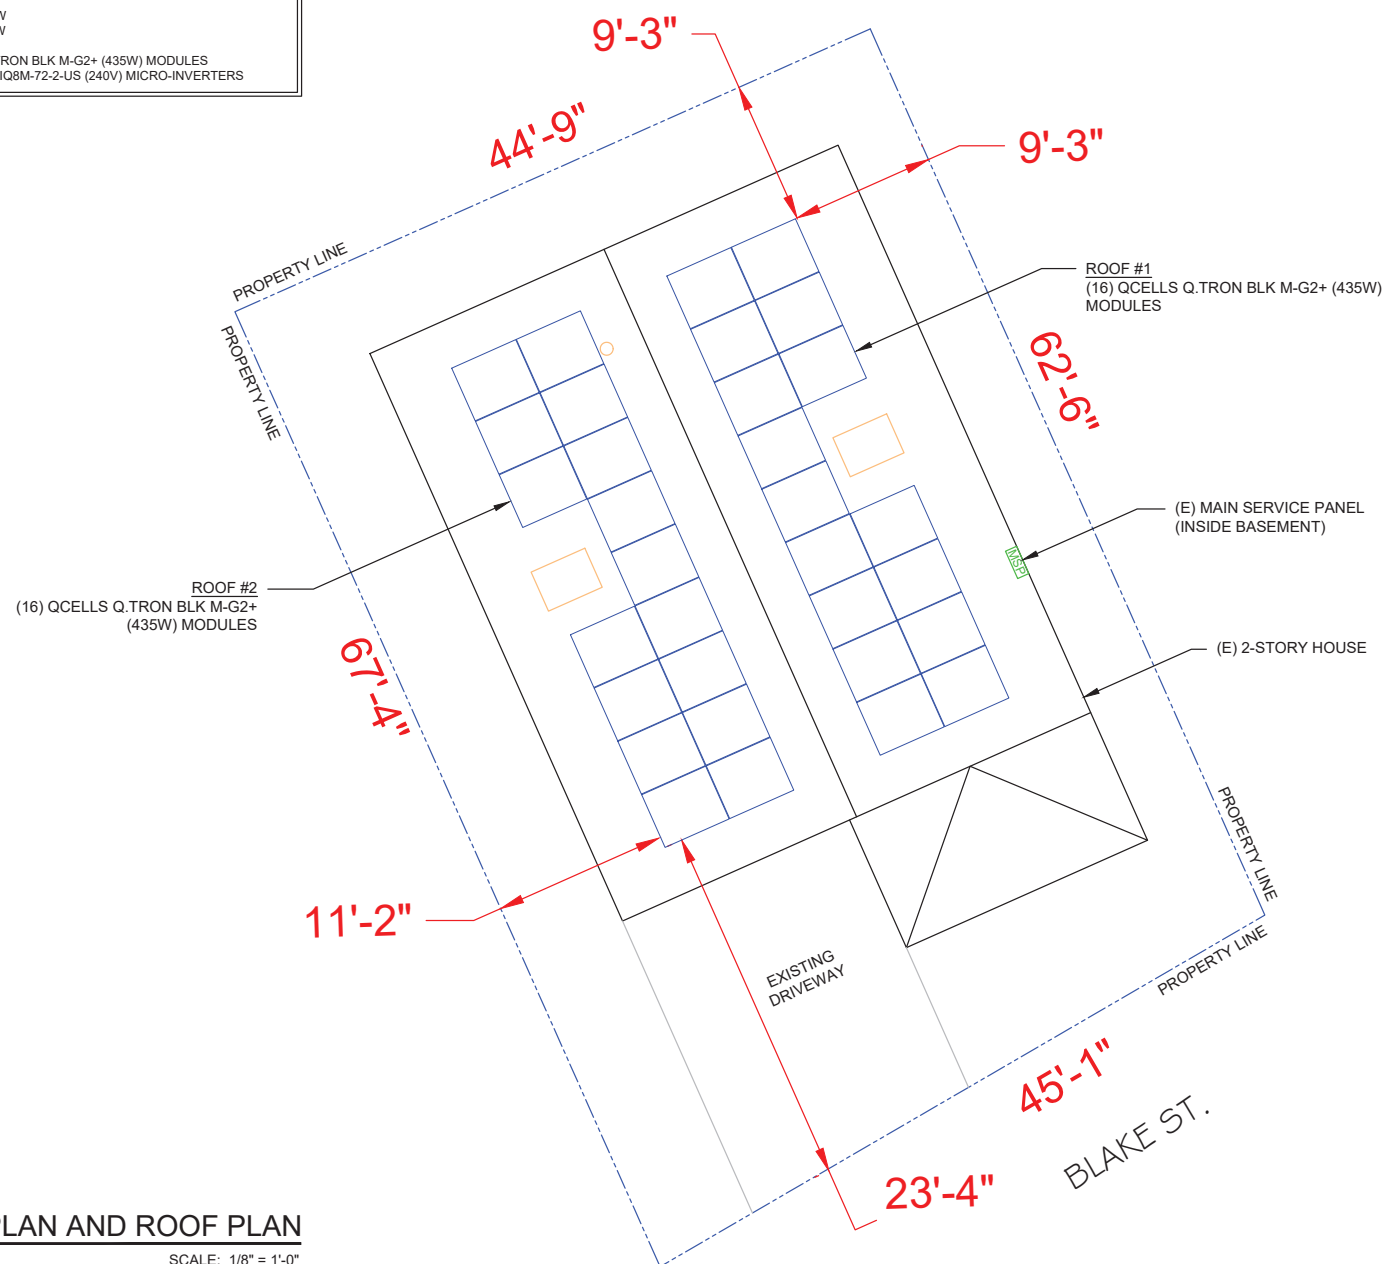 W
W
RON BLK M-G2+ (435W) MODULES
IQ8M-72-2-US (240V) MICRO-INVERTERS
9'-3"
44'-9"
9'-3"
PROPERTY LINE
PROPERTY LINE
ROOF #1
(16) QCELLS Q.TRON BLK M-G2+ (435W)
MODULES
62'-6"
(E) MAIN SERVICE PANEL
(INSIDE BASEMENT)
MSP
ROOF #2
(16) QCELLS Q.TRON BLK M-G2+
(435W) MODULES
(E) 2-STORY HOUSE
67'-4"
PROPERTY LINE
11'-2"
EXISTING
DRIVEWAY
PROPERTY LINE
45'-1"
BLAKE ST.
23'-4"
PLAN AND ROOF PLAN
SCALE: 1/8" = 1'-0"